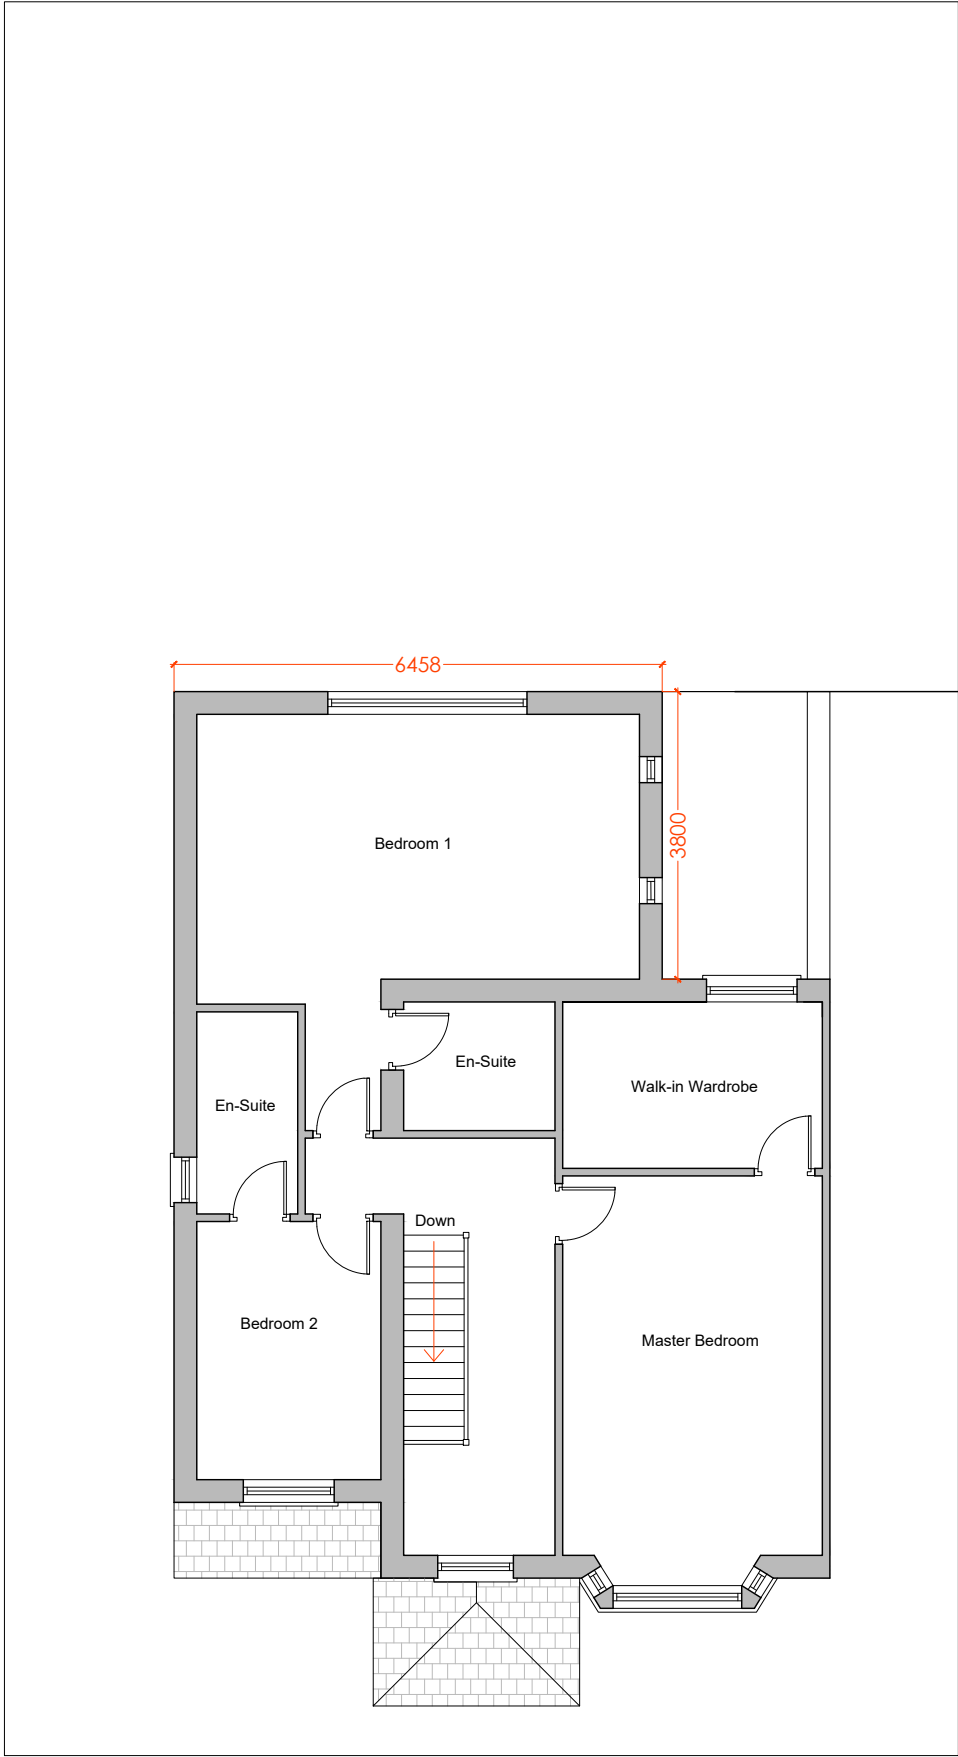 6458
3800
Bedroom 1
En-Suite
Walk-in Wardrobe
En-Suite
Down
Bedroom 2
Master Bedroom